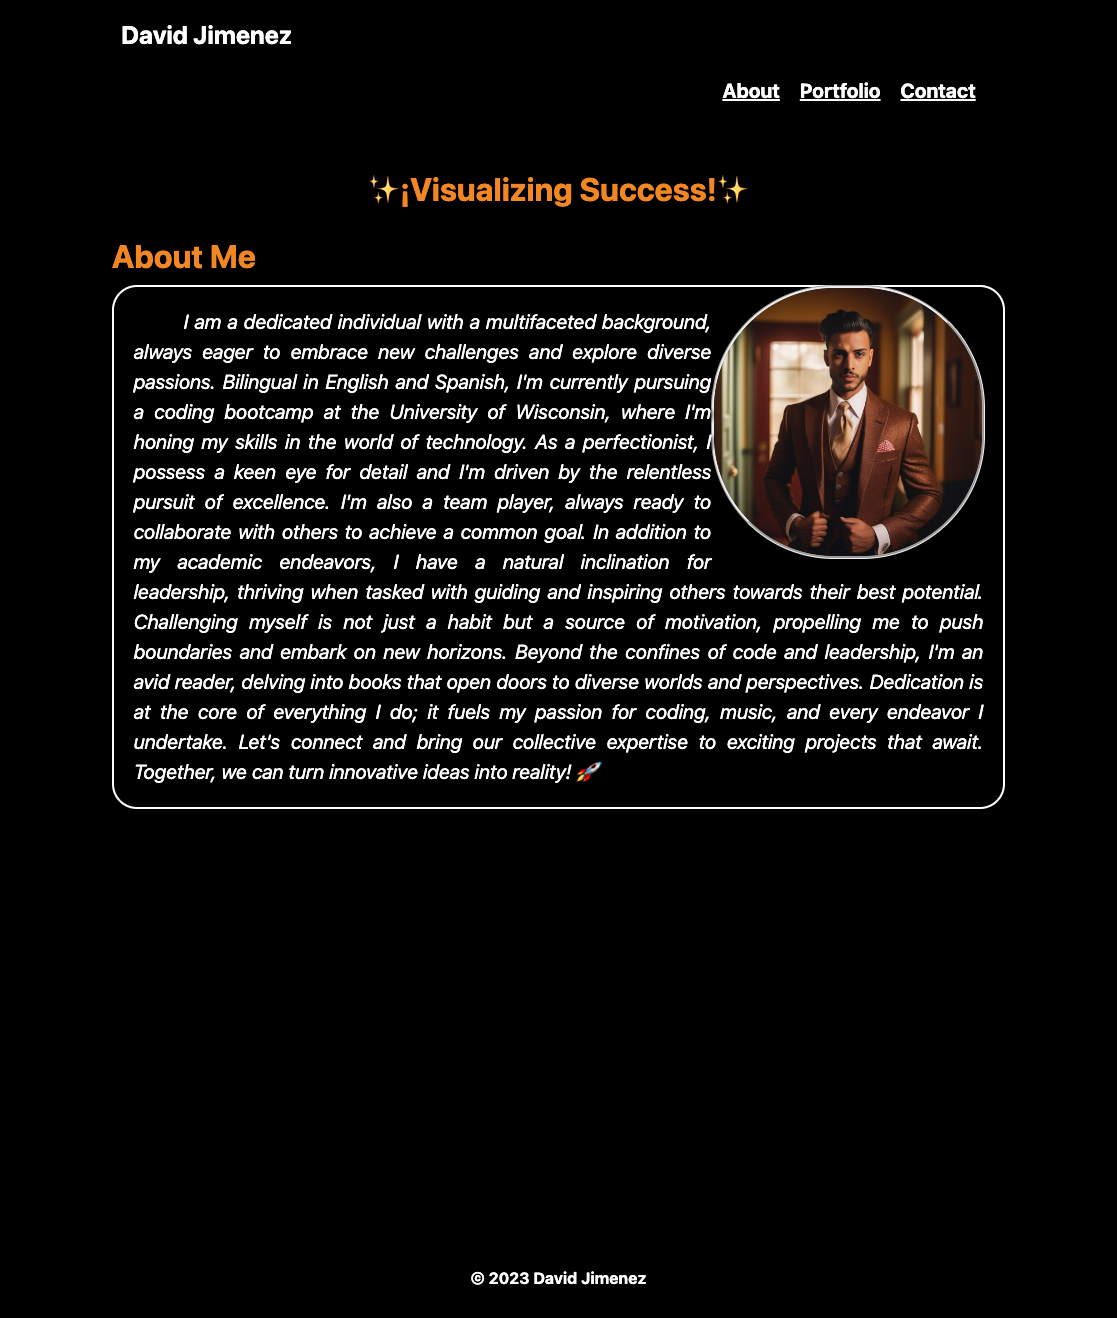 David Jimenez
About Portfolio Contact
✨¡Visualizing Success!✨
About Me
I am a dedicated individual with a multifaceted background,
always eager to embrace new challenges and explore diverse
passions. Bilingual in English and Spanish, I'm currently pursuing
a coding bootcamp at the University of Wisconsin, where I'm
honing my skills in the world of technology. As a perfectionist, I
possess a keen eye for detail and I'm driven by the relentless
pursuit of excellence. I'm also a team player, always ready to
collaborate with others to achieve a common goal. In addition to
my academic endeavors, I have a natural inclination for
leadership, thriving when tasked with guiding and inspiring others towards their best potential.
Challenging myself is not just a habit but a source of motivation, propelling me to push
boundaries and embark on new horizons. Beyond the confines of code and leadership, I'm an
avid reader, delving into books that open doors to diverse worlds and perspectives. Dedication is
at the core of everything I do; it fuels my passion for coding, music, and every endeavor I
undertake. Let's connect and bring our collective expertise to exciting projects that await.
Together, we can turn innovative ideas into reality! 🚀
© 2023 David Jimenez